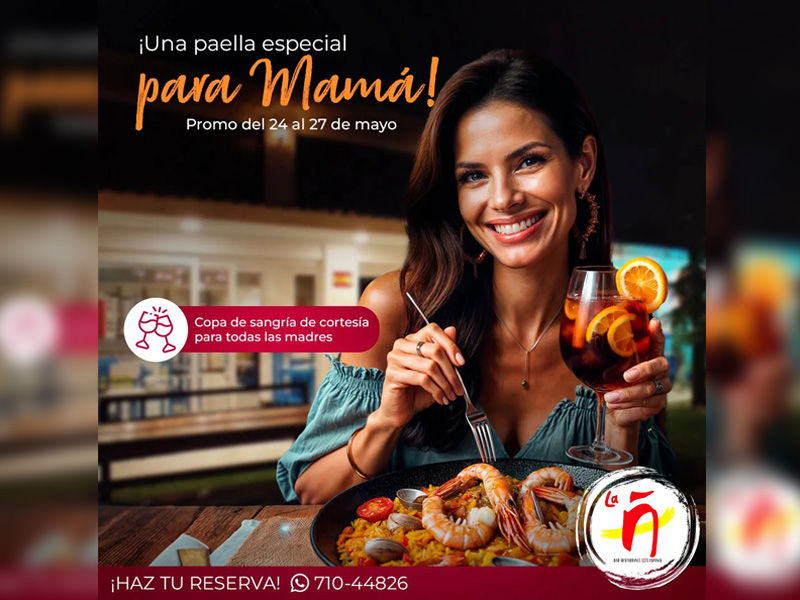 ¡Una paella especial
para Mamá!
Promo del 24 al 27 de mayo
Copa de sangría de cortesía
para todas las madres
La
ñ
¡HAZ TU RESERVA! 710-44826